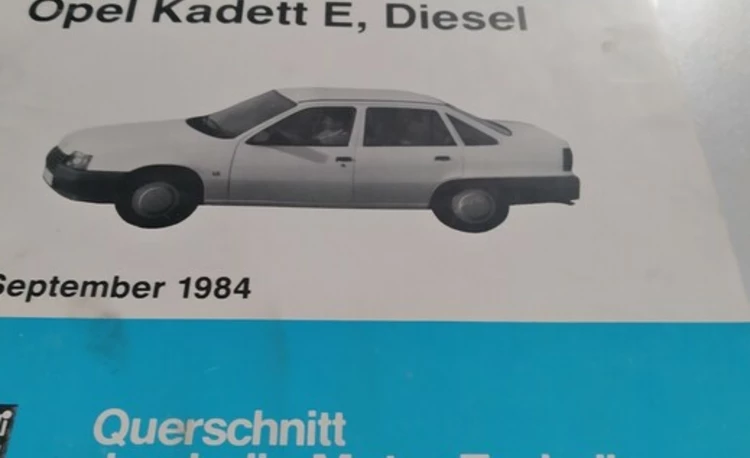 Opel Kadett E, Diesel
September 1984
Querschnitt